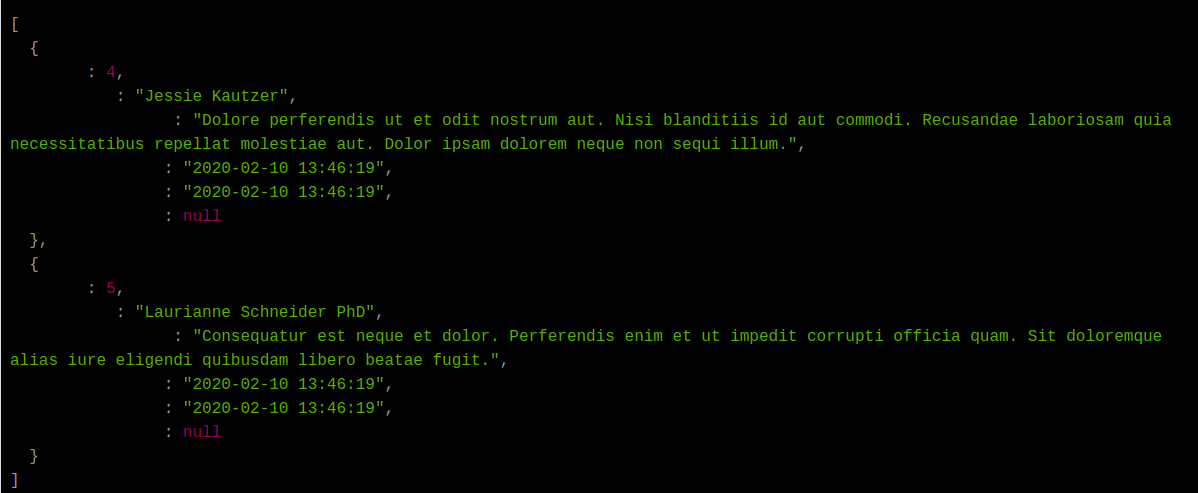 [
{
: 4,
: "Jessie Kautzer",
: "Dolore perferendis ut et odit nostrum aut. Nisi blanditiis id aut commodi. Recusandae laboriosam quia
necessitatibus repellat molestiae aut. Dolor ipsam dolorem neque non sequi illum.",
: "2020-02-10 13:46:19",
: "2020-02-10 13:46:19",
: null
},
{
: 5,
: "Laurianne Schneider PhD",
: "Consequatur est neque et dolor. Perferendis enim et ut impedit corrupti officia quam. Sit doloremque
alias iure eligendi quibusdam libero beatae fugit.",
: "2020-02-10 13:46:19",
: "2020-02-10 13:46:19",
: null
}
]